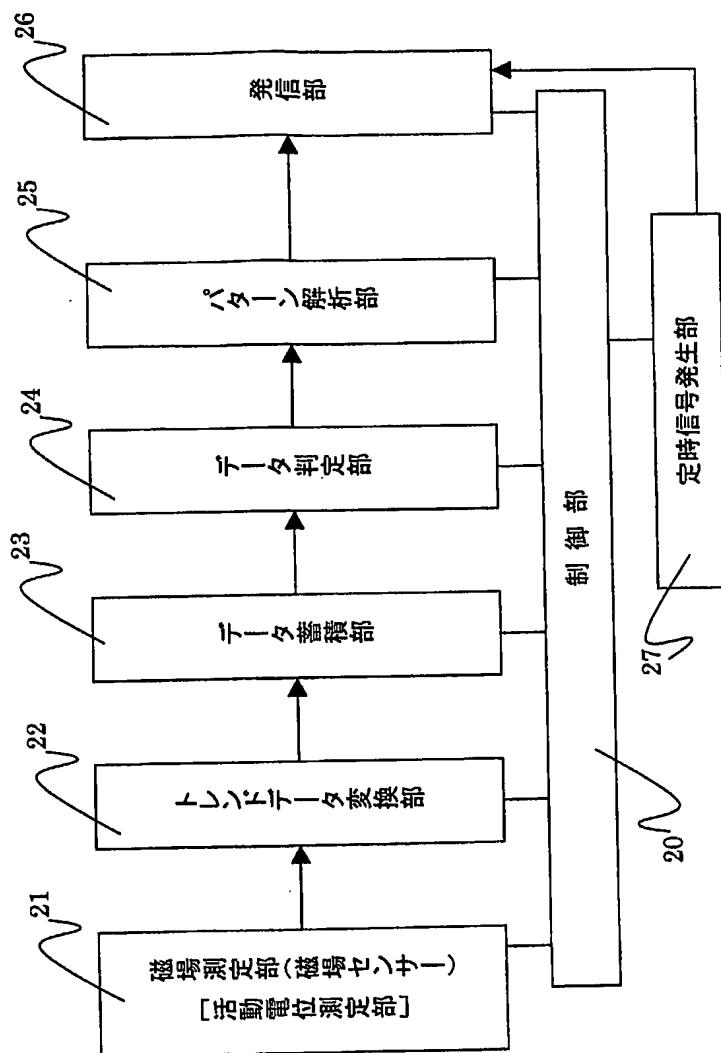 21
磁場測定部(磁場センサー)
[活動電位測定部]
22
トレンドデータ変換部
23
データ蓄積部
24
データ判定部
25
パターン解析部
26
発信部
制御部
20
定時信号発生部
27